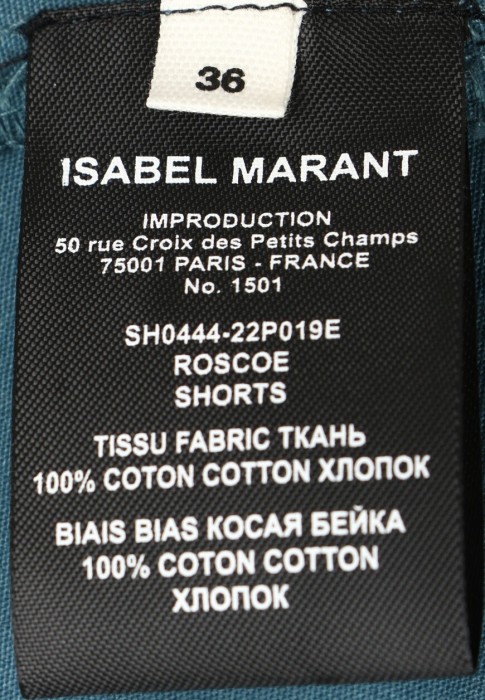 36
ISABEL MARANT
IMPRODUCTION
50 rue Croix des Petits Champs
75001 PARIS - FRANCE
No. 1501
SH0444-22P019E
ROSCOE
SHORTS
TISSU FABRIC ТКАНЬ
100% COTON COTTON ХЛОПОК
BIAIS BIAS КОСАЯ БЕЙКА
100% COTON COTTON
ХЛОПОК